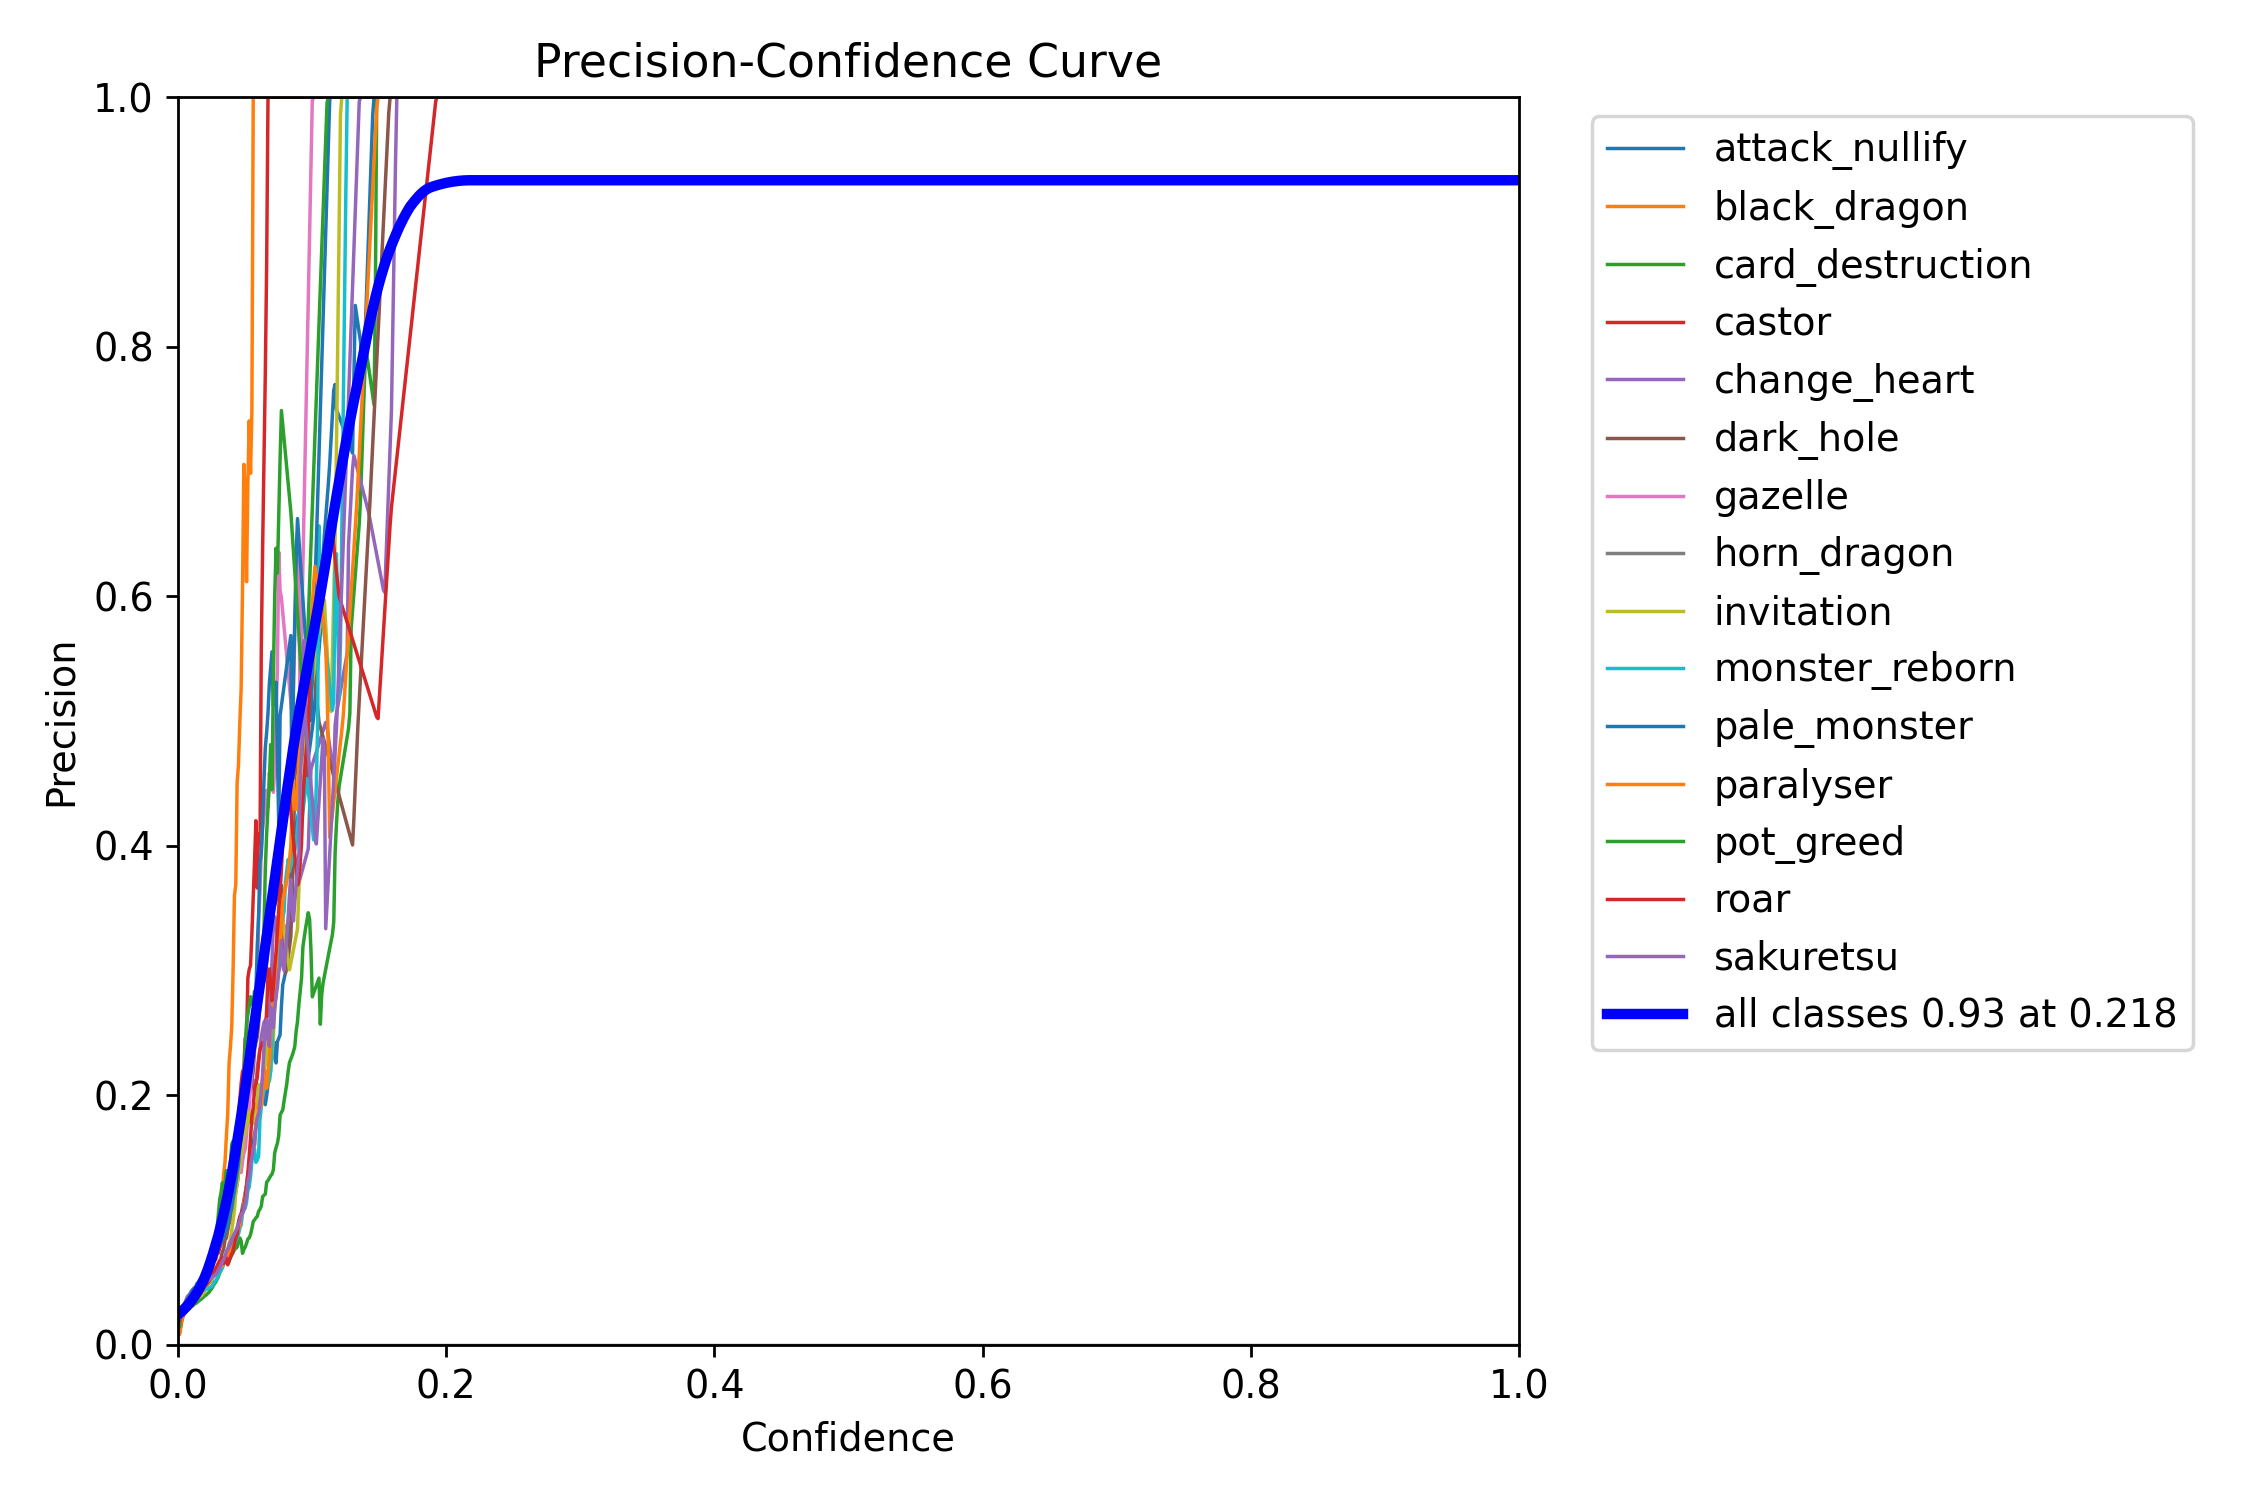 Precision-Confidence Curve
1.0
0.8
0.6
0.4
0.2
0.0
Precision
0.0 0.2 0.4 0.6 0.8 1.0
Confidence
attack_nullify
black_dragon
card_destruction
castor
change_heart
dark_hole
gazelle
horn_dragon
invitation
monster_reborn
pale_monster
paralyser
pot_greed
roar
sakuretsu
all classes 0.93 at 0.218